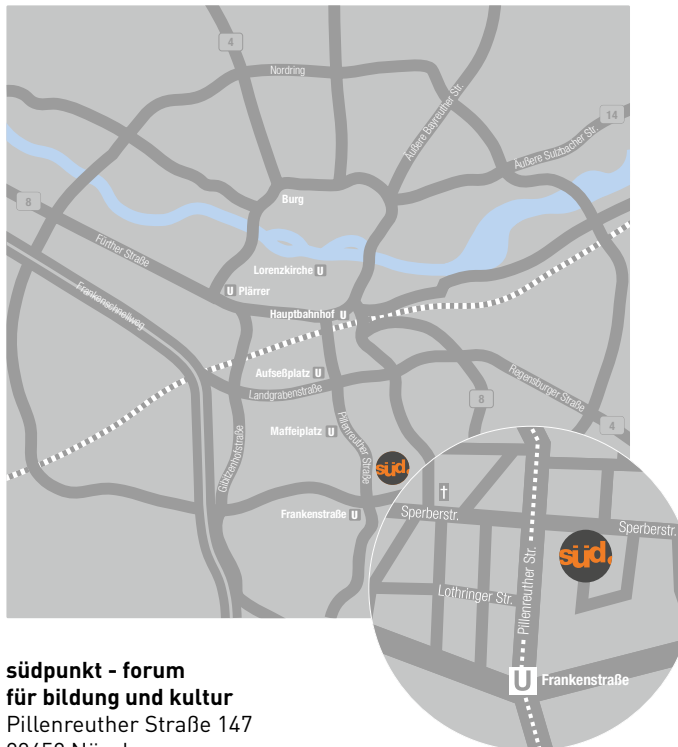 4
Nordring
Äußere Bayreuther Str.
14
Äußere Sulzbacher Str.
8
Burg
Fürther Straße
Lorenzkirche U
U Plärrer
Frankenschnellweg
Hauptbahnhof U
Aufseßplatz U
Landgrabenstraße
Regensburger Straße
8
4
Maffeiplatz U
Pillenreuther Straße
Gibitzenhofstraße
süd.
Frankenstraße U
Sperberstr.
Sperberstr.
süd.
Lothringer Str.
Pillenreuther Str.
U Frankenstraße
südpunkt - forum
für bildung und kultur
Pillenreuther Straße 147